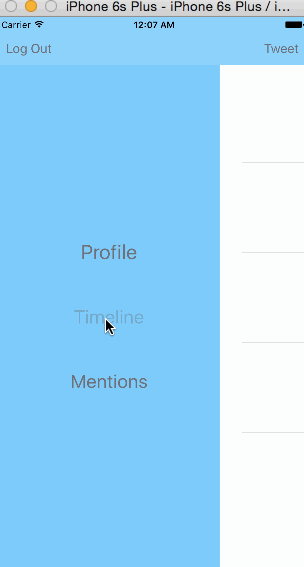 iPhone 6s Plus - iPhone 6s Plus / i...
Carrier 12:07 AM
Log Out Tweet
Profile
Timeline
Mentions